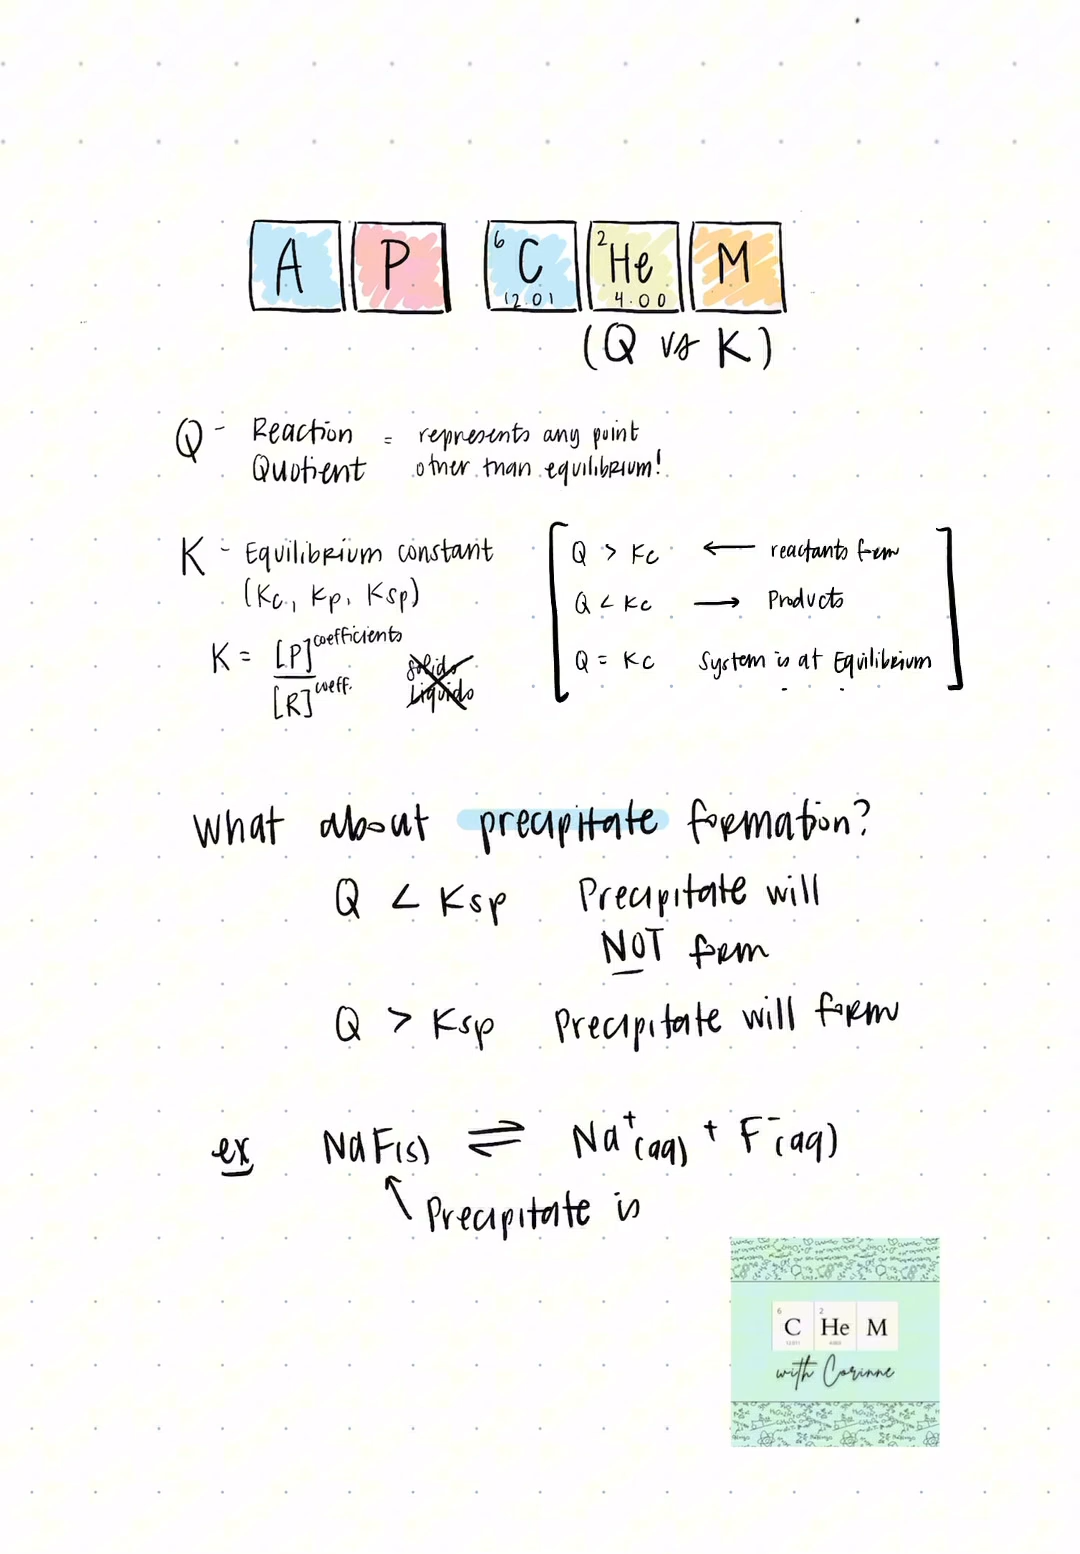 A P 6 C 12.01 2 He 4.00 M
(Q vs K)
Q - Reaction = represents any point
Quotient other than equilibrium!
K - Equilibrium constant
(Kc, Kp, Ksp)
K = [P]^coefficients
[R]^coeff.
Solids
Liquids
Q > Kc ← reactants form
Q < Kc → Products
Q = Kc System is at Equilibrium
What about precipitate formation?
Q < Ksp Precipitate will
NOT form
Q > Ksp Precipitate will form
ex NaF(s) ⇌ Na⁺(aq) + F⁻(aq)
↑ Precipitate is
6 C 2 He M
with Corinne